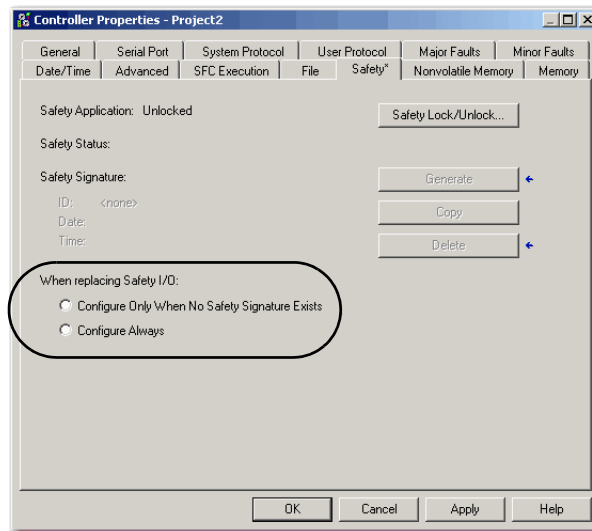 Controller Properties - Project2
General Serial Port System Protocol User Protocol Major Faults Minor Faults
Date/Time Advanced SFC Execution File Safety* Nonvolatile Memory Memory
Safety Application: Unlocked
Safety Lock/Unlock...
Safety Status:
Safety Signature:
Generate
ID: <none>
Copy
Date:
Time:
Delete
When replacing Safety I/O:
Configure Only When No Safety Signature Exists
Configure Always
OK Cancel Apply Help